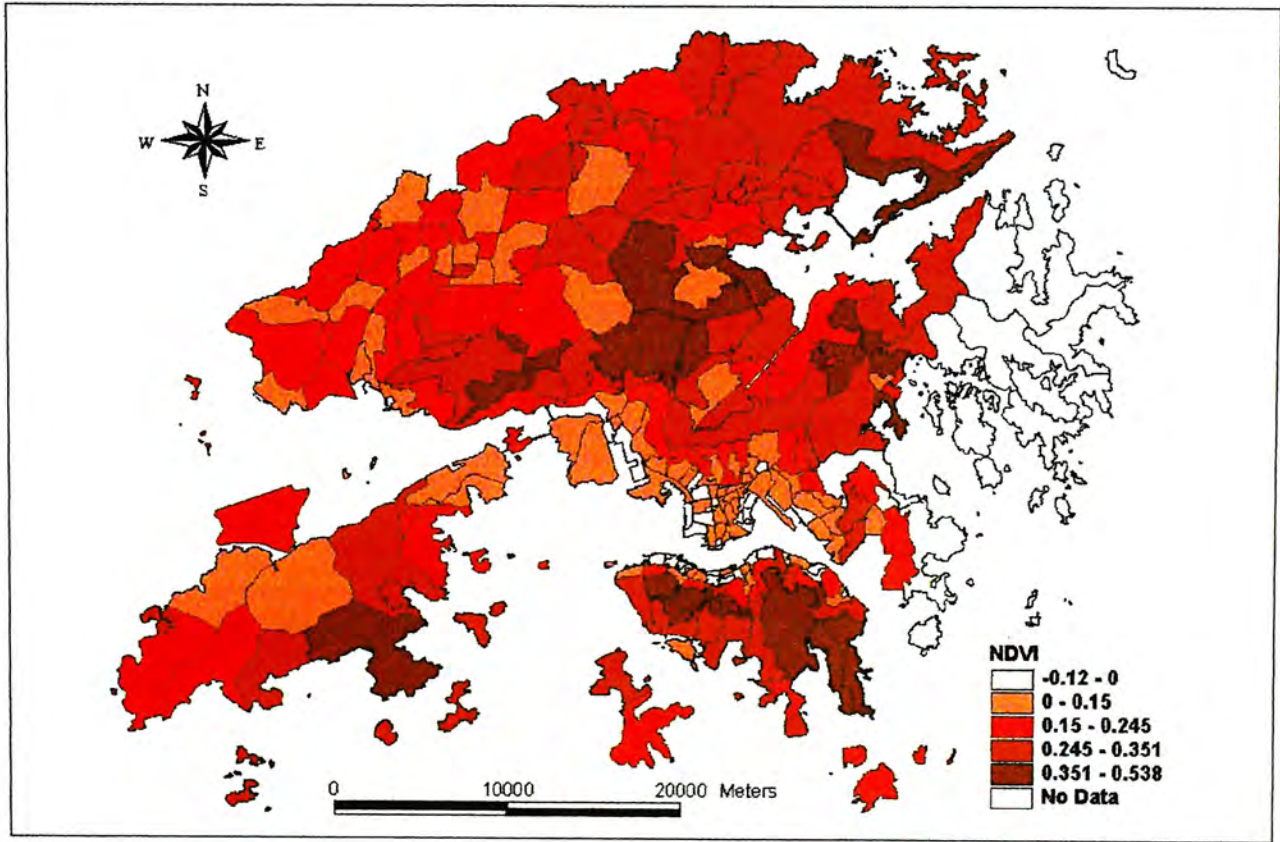 N
W E
S
NDVI
-0.12 - 0
0 - 0.15
0.15 - 0.245
0.245 - 0.351
0.351 - 0.538
No Data
0 10000 20000 Meters